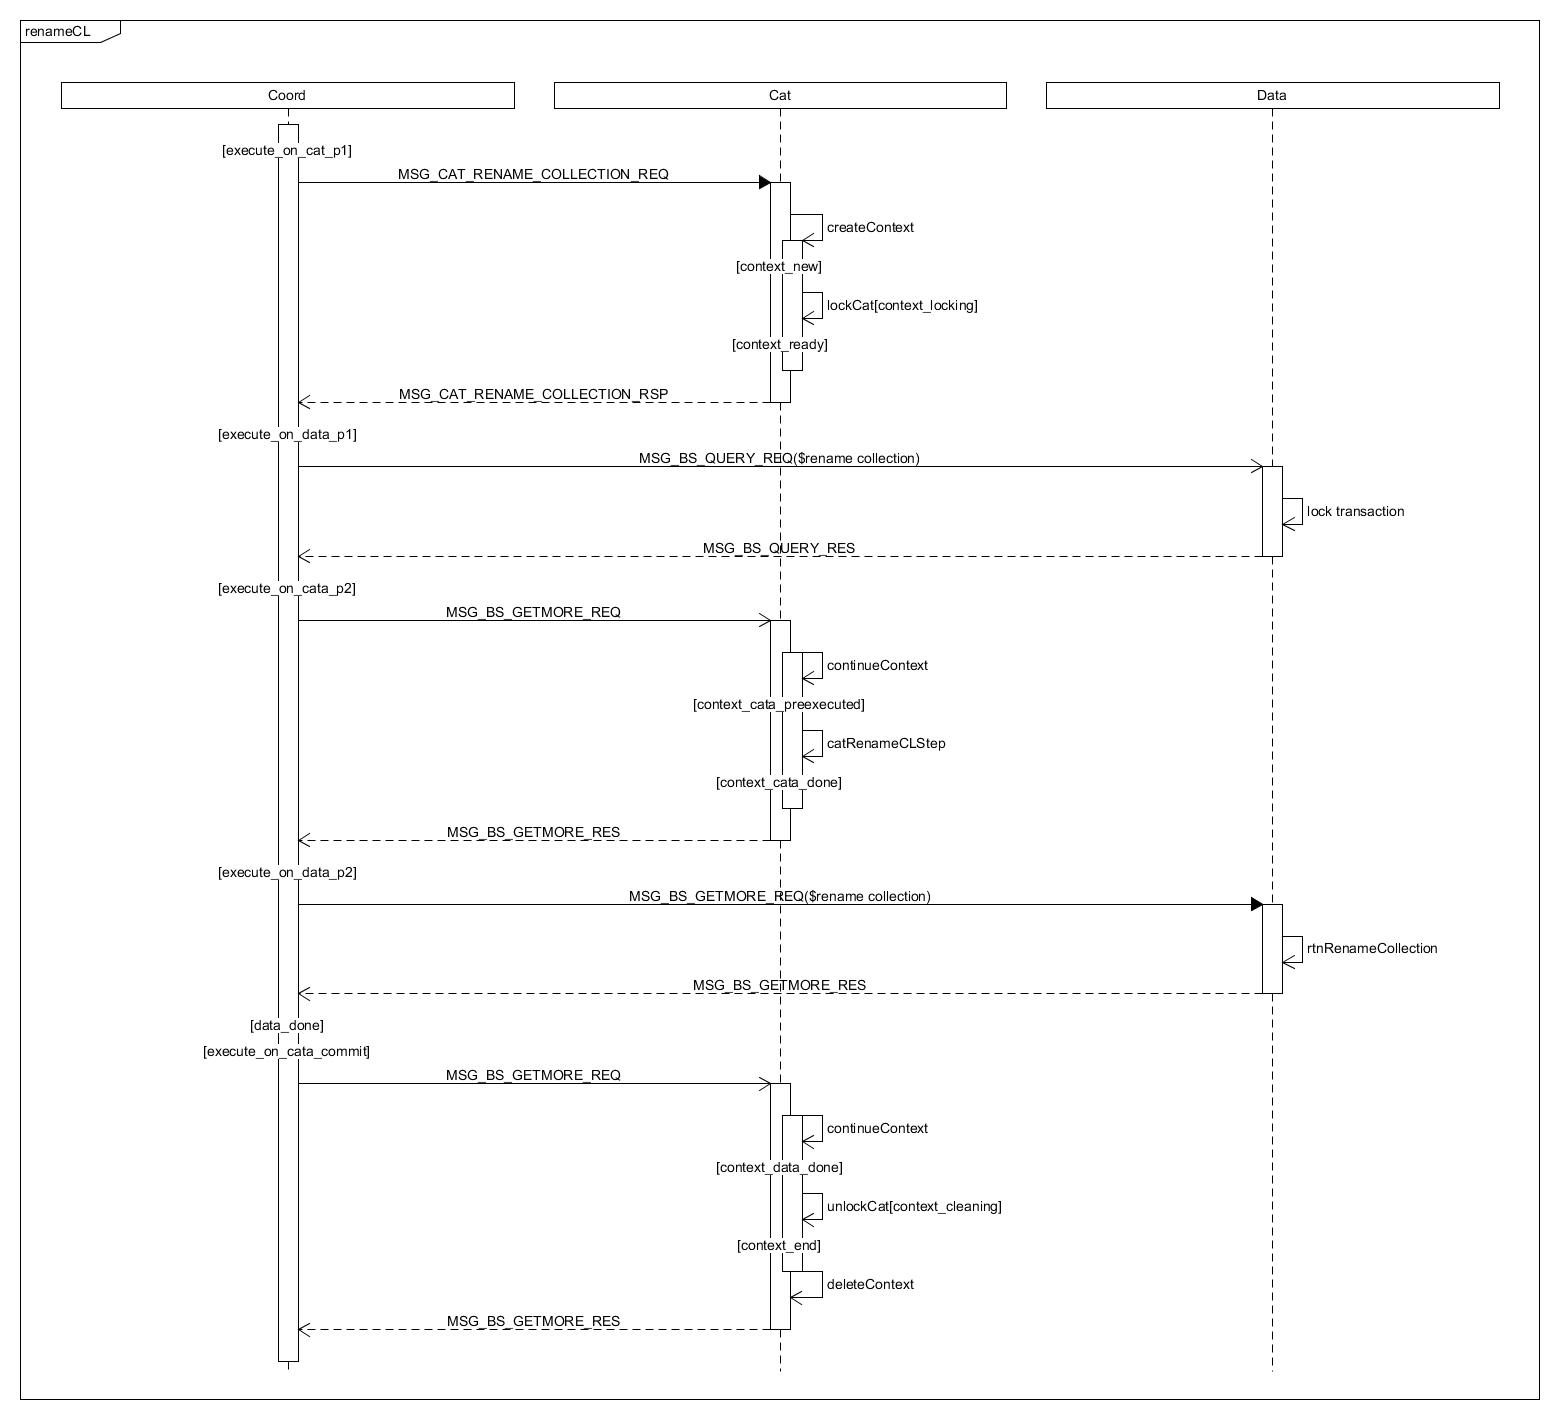 renameCL
Coord
Cat
Data
[execute_on_cat_p1]
MSG_CAT_RENAME_COLLECTION_REQ
createContext
[context_new]
lockCat[context_locking]
[context_ready]
MSG_CAT_RENAME_COLLECTION_RSP
[execute_on_data_p1]
MSG_BS_QUERY_REQ($rename collection)
lock transaction
MSG_BS_QUERY_RES
[execute_on_cata_p2]
MSG_BS_GETMORE_REQ
continueContext
[context_cata_preexecuted]
catRenameCLStep
[context_cata_done]
MSG_BS_GETMORE_RES
[execute_on_data_p2]
MSG_BS_GETMORE_REQ($rename collection)
rtnRenameCollection
MSG_BS_GETMORE_RES
[data_done]
[execute_on_cata_commit]
MSG_BS_GETMORE_REQ
continueContext
[context_data_done]
unlockCat[context_cleaning]
[context_end]
deleteContext
MSG_BS_GETMORE_RES